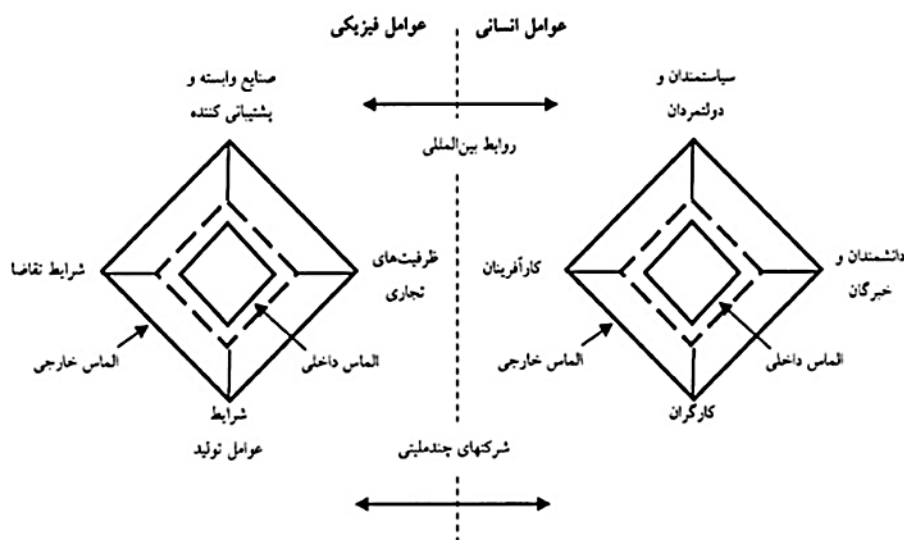 عوامل انسانی
عوامل فیزیکی
سیاستمندان و
دولتمردان
صنایع وابسته و
پشتیبانی کننده
روابط بین‌المللی
دانشمندان و
خبرگان
کارآفرینان
ظرفیت‌های
تجاری
شرایط تقاضا
الماس داخلی
الماس خارجی
الماس داخلی
الماس خارجی
کارگران
شرایط
عوامل تولید
شرکتهای چندملیتی